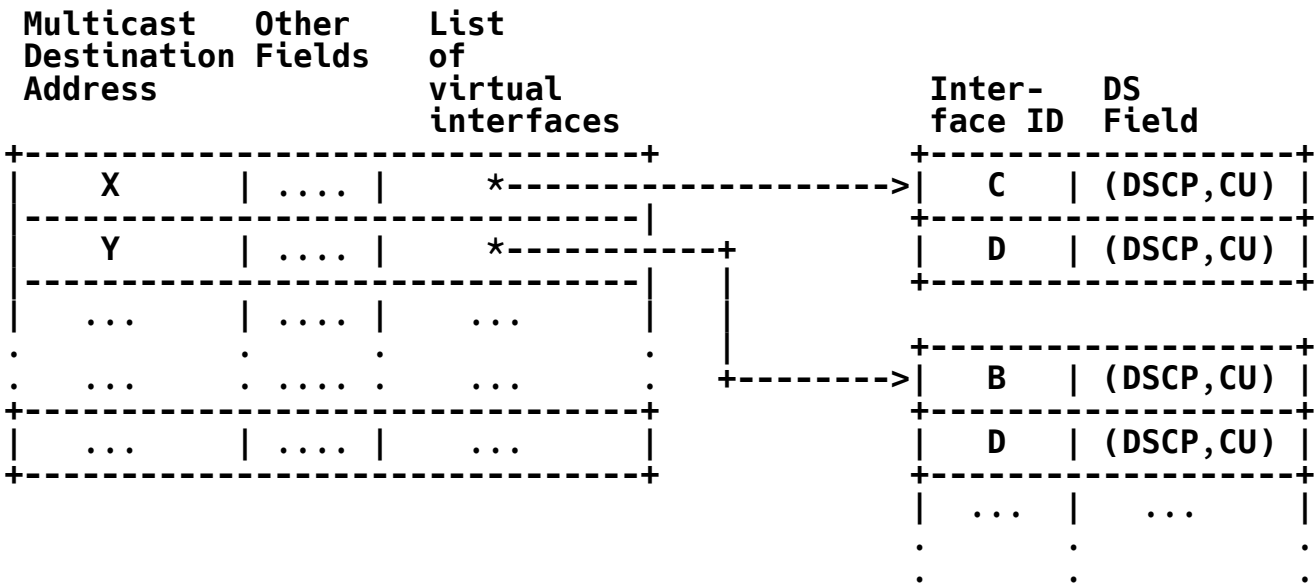 Multicast   Other    List
Destination Fields   of
Address              virtual                  Inter-  DS
                     interfaces               face ID Field
+--------------------------------+             +-------------------+
|    X      | .... |     *-------------------->|   C   | (DSCP,CU) |
|--------------------------------|             +-------------------+
|    Y      | .... |     *-----------+         |   D   | (DSCP,CU) |
|--------------------------------|   |         +-------------------+
|   ...     | .... |    ...        |   |
.           .      .               .   |         +-------------------+
.   ...     . .... .    ...        .   +-------->|   B   | (DSCP,CU) |
+--------------------------------+             +-------------------+
|   ...     | .... |    ...        |             |   D   | (DSCP,CU) |
+--------------------------------+             +-------------------+
                                               |  ...  |    ...    |
                                               .       .           .
                                               .       .           .